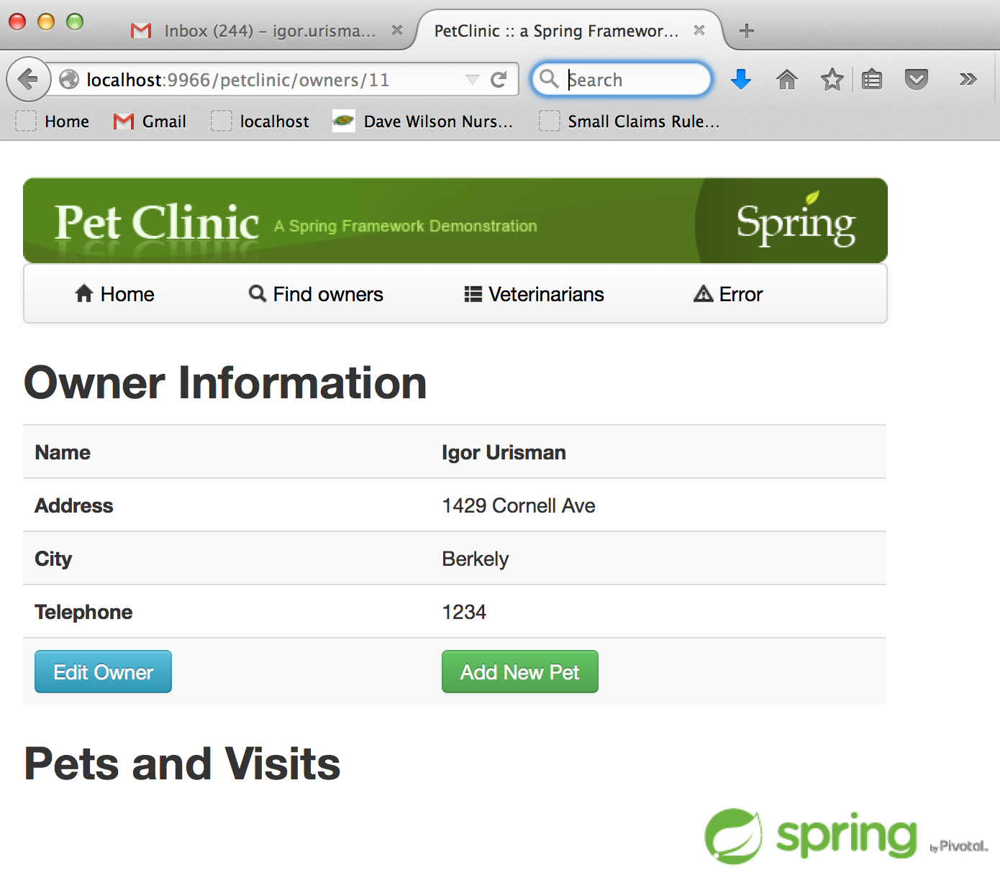 Inbox (244) – igor.urisma...
PetClinic :: a Spring Framewor...
localhost:9966/petclinic/owners/11
Search
Home
Gmail
localhost
Dave Wilson Nurs...
Small Claims Rule...
Pet Clinic A Spring Framework Demonstration
Spring
Home
Find owners
Veterinarians
Error
Owner Information
Name Igor Urisman
Address 1429 Cornell Ave
City Berkely
Telephone 1234
Edit Owner
Add New Pet
Pets and Visits
spring by Pivotal.